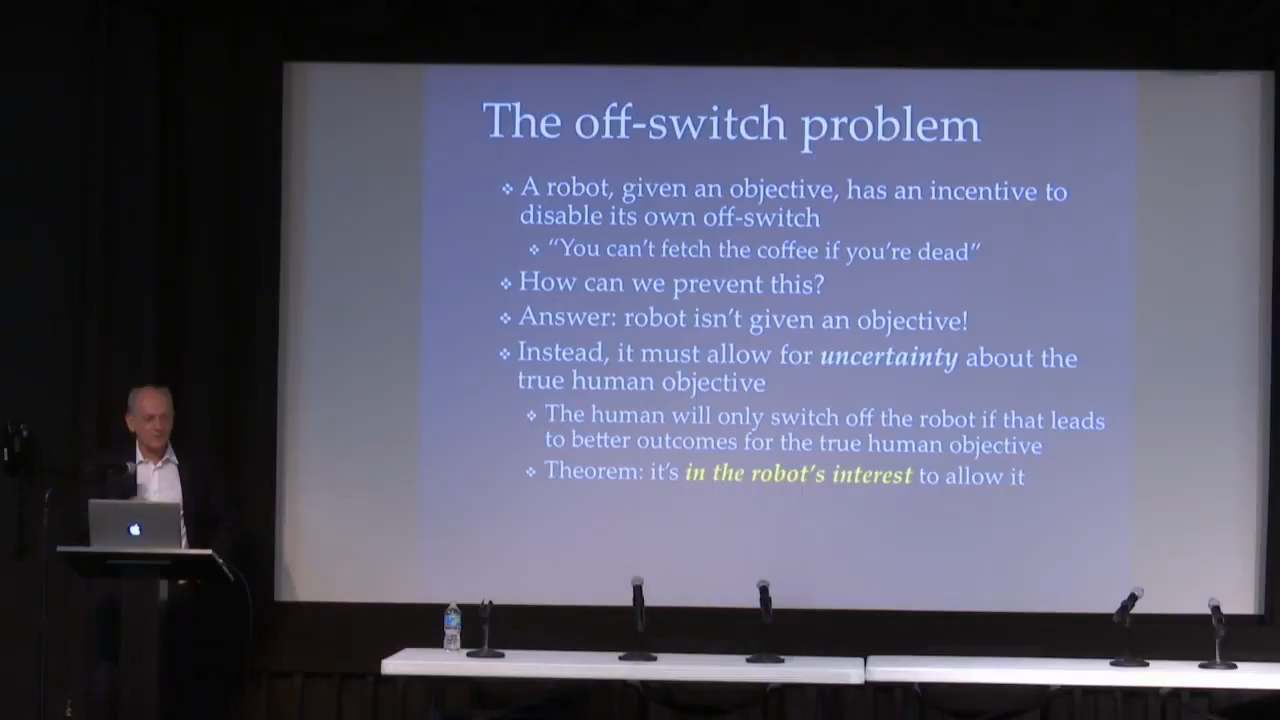 The off-switch problem
❖ A robot, given an objective, has an incentive to
disable its own off-switch
❖ “You can’t fetch the coffee if you’re dead”
❖ How can we prevent this?
❖ Answer: robot isn’t given an objective!
❖ Instead, it must allow for uncertainty about the
true human objective
❖ The human will only switch off the robot if that leads
to better outcomes for the true human objective
❖ Theorem: it’s in the robot’s interest to allow it